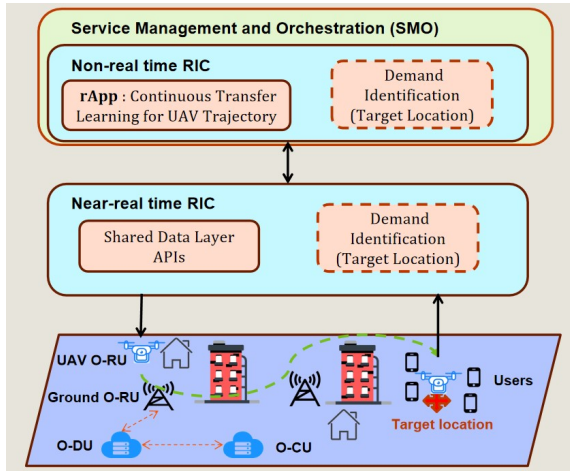 Service Management and Orchestration (SMO)
Non-real time RIC
rApp : Continuous Transfer
Learning for UAV Trajectory
Demand
Identification
(Target Location)
Near-real time RIC
Shared Data Layer
APIs
Demand
Identification
(Target Location)
UAV O-RU
Ground O-RU
Users
Target location
O-DU
O-CU